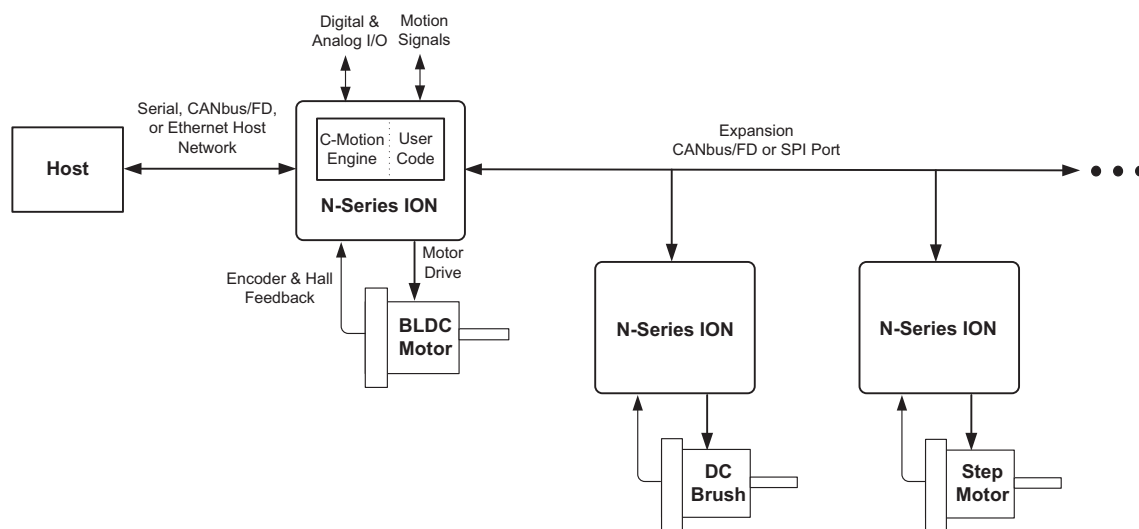 Digital &
Analog I/O
Motion
Signals
Serial, CANbus/FD,
or Ethernet Host
Network
Host
C-Motion
Engine
User
Code
N-Series ION
Expansion
CANbus/FD or SPI Port
Encoder & Hall
Feedback
Motor
Drive
BLDC
Motor
N-Series ION
N-Series ION
DC
Brush
Step
Motor